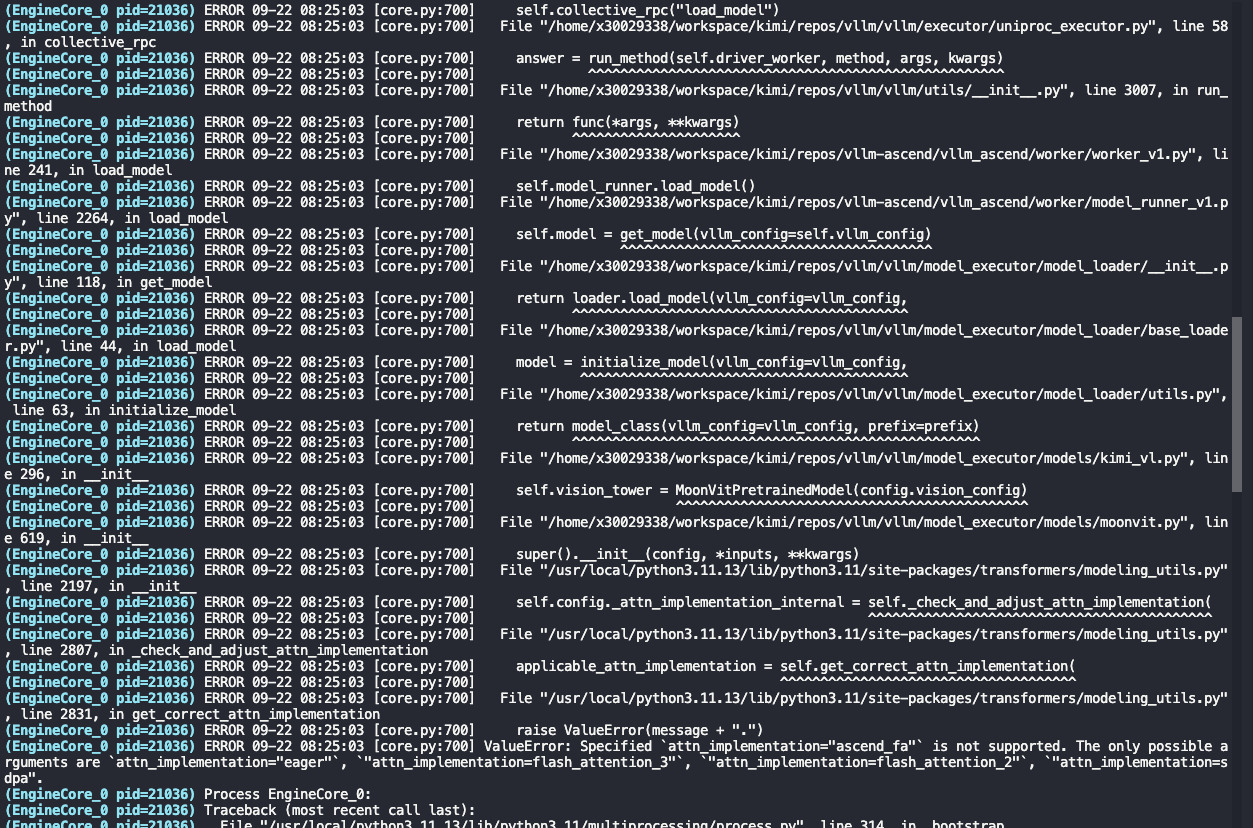 (EngineCore_0 pid=21036) ERROR 09-22 08:25:03 [core.py:700]     self.collective_rpc("load_model")
(EngineCore_0 pid=21036) ERROR 09-22 08:25:03 [core.py:700]   File "/home/x30029338/workspace/kimi/repos/vllm/vllm/executor/uniproc_executor.py", line 58
, in collective_rpc
(EngineCore_0 pid=21036) ERROR 09-22 08:25:03 [core.py:700]     answer = run_method(self.driver_worker, method, args, kwargs)
(EngineCore_0 pid=21036) ERROR 09-22 08:25:03 [core.py:700]              ^^^^^^^^^^^^^^^^^^^^^^^^^^^^^^^^^^^^^^^^^^^^^^^^^^^^
(EngineCore_0 pid=21036) ERROR 09-22 08:25:03 [core.py:700]   File "/home/x30029338/workspace/kimi/repos/vllm/vllm/utils/__init__.py", line 3007, in run_
method
(EngineCore_0 pid=21036) ERROR 09-22 08:25:03 [core.py:700]     return func(*args, **kwargs)
(EngineCore_0 pid=21036) ERROR 09-22 08:25:03 [core.py:700]            ^^^^^^^^^^^^^^^^^^^^^
(EngineCore_0 pid=21036) ERROR 09-22 08:25:03 [core.py:700]   File "/home/x30029338/workspace/kimi/repos/vllm-ascend/vllm_ascend/worker/worker_v1.py", li
ne 241, in load_model
(EngineCore_0 pid=21036) ERROR 09-22 08:25:03 [core.py:700]     self.model_runner.load_model()
(EngineCore_0 pid=21036) ERROR 09-22 08:25:03 [core.py:700]   File "/home/x30029338/workspace/kimi/repos/vllm-ascend/vllm_ascend/worker/model_runner_v1.p
y", line 2264, in load_model
(EngineCore_0 pid=21036) ERROR 09-22 08:25:03 [core.py:700]     self.model = get_model(vllm_config=self.vllm_config)
(EngineCore_0 pid=21036) ERROR 09-22 08:25:03 [core.py:700]                  ^^^^^^^^^^^^^^^^^^^^^^^^^^^^^^^^^^^^^^^
(EngineCore_0 pid=21036) ERROR 09-22 08:25:03 [core.py:700]   File "/home/x30029338/workspace/kimi/repos/vllm/vllm/model_executor/model_loader/__init__.p
y", line 118, in get_model
(EngineCore_0 pid=21036) ERROR 09-22 08:25:03 [core.py:700]     return loader.load_model(vllm_config=vllm_config,
(EngineCore_0 pid=21036) ERROR 09-22 08:25:03 [core.py:700]            ^^^^^^^^^^^^^^^^^^^^^^^^^^^^^^^^^^^^^^^^^^
(EngineCore_0 pid=21036) ERROR 09-22 08:25:03 [core.py:700]   File "/home/x30029338/workspace/kimi/repos/vllm/vllm/model_executor/model_loader/base_loade
r.py", line 44, in load_model
(EngineCore_0 pid=21036) ERROR 09-22 08:25:03 [core.py:700]     model = initialize_model(vllm_config=vllm_config,
(EngineCore_0 pid=21036) ERROR 09-22 08:25:03 [core.py:700]             ^^^^^^^^^^^^^^^^^^^^^^^^^^^^^^^^^^^^^^^^^
(EngineCore_0 pid=21036) ERROR 09-22 08:25:03 [core.py:700]   File "/home/x30029338/workspace/kimi/repos/vllm/vllm/model_executor/model_loader/utils.py",
 line 63, in initialize_model
(EngineCore_0 pid=21036) ERROR 09-22 08:25:03 [core.py:700]     return model_class(vllm_config=vllm_config, prefix=prefix)
(EngineCore_0 pid=21036) ERROR 09-22 08:25:03 [core.py:700]            ^^^^^^^^^^^^^^^^^^^^^^^^^^^^^^^^^^^^^^^^^^^^^^^^^^^
(EngineCore_0 pid=21036) ERROR 09-22 08:25:03 [core.py:700]   File "/home/x30029338/workspace/kimi/repos/vllm/vllm/model_executor/models/kimi_vl.py", lin
e 296, in __init__
(EngineCore_0 pid=21036) ERROR 09-22 08:25:03 [core.py:700]     self.vision_tower = MoonVitPretrainedModel(config.vision_config)
(EngineCore_0 pid=21036) ERROR 09-22 08:25:03 [core.py:700]                         ^^^^^^^^^^^^^^^^^^^^^^^^^^^^^^^^^^^^^^^^^^^^
(EngineCore_0 pid=21036) ERROR 09-22 08:25:03 [core.py:700]   File "/home/x30029338/workspace/kimi/repos/vllm/vllm/model_executor/models/moonvit.py", lin
e 619, in __init__
(EngineCore_0 pid=21036) ERROR 09-22 08:25:03 [core.py:700]     super().__init__(config, *inputs, **kwargs)
(EngineCore_0 pid=21036) ERROR 09-22 08:25:03 [core.py:700]   File "/usr/local/python3.11.13/lib/python3.11/site-packages/transformers/modeling_utils.py"
, line 2197, in __init__
(EngineCore_0 pid=21036) ERROR 09-22 08:25:03 [core.py:700]     self.config._attn_implementation_internal = self._check_and_adjust_attn_implementation(
(EngineCore_0 pid=21036) ERROR 09-22 08:25:03 [core.py:700]                                                 ^^^^^^^^^^^^^^^^^^^^^^^^^^^^^^^^^^^^^^^^^^^
(EngineCore_0 pid=21036) ERROR 09-22 08:25:03 [core.py:700]   File "/usr/local/python3.11.13/lib/python3.11/site-packages/transformers/modeling_utils.py"
, line 2807, in _check_and_adjust_attn_implementation
(EngineCore_0 pid=21036) ERROR 09-22 08:25:03 [core.py:700]     applicable_attn_implementation = self.get_correct_attn_implementation(
(EngineCore_0 pid=21036) ERROR 09-22 08:25:03 [core.py:700]                                      ^^^^^^^^^^^^^^^^^^^^^^^^^^^^^^^^^^^^^
(EngineCore_0 pid=21036) ERROR 09-22 08:25:03 [core.py:700]   File "/usr/local/python3.11.13/lib/python3.11/site-packages/transformers/modeling_utils.py"
, line 2831, in get_correct_attn_implementation
(EngineCore_0 pid=21036) ERROR 09-22 08:25:03 [core.py:700]     raise ValueError(message + ".")
(EngineCore_0 pid=21036) ERROR 09-22 08:25:03 [core.py:700] ValueError: Specified `attn_implementation="ascend_fa"` is not supported. The only possible a
rguments are `attn_implementation="eager"`, `"attn_implementation=flash_attention_3"`, `"attn_implementation=flash_attention_2"`, `"attn_implementation=s
dpa"`.
(EngineCore_0 pid=21036) Process EngineCore_0:
(EngineCore_0 pid=21036) Traceback (most recent call last):
(EngineCore_0 pid=21036)   File "/usr/local/python3.11.13/lib/python3.11/multiprocessing/process.py", line 314, in _bootstrap